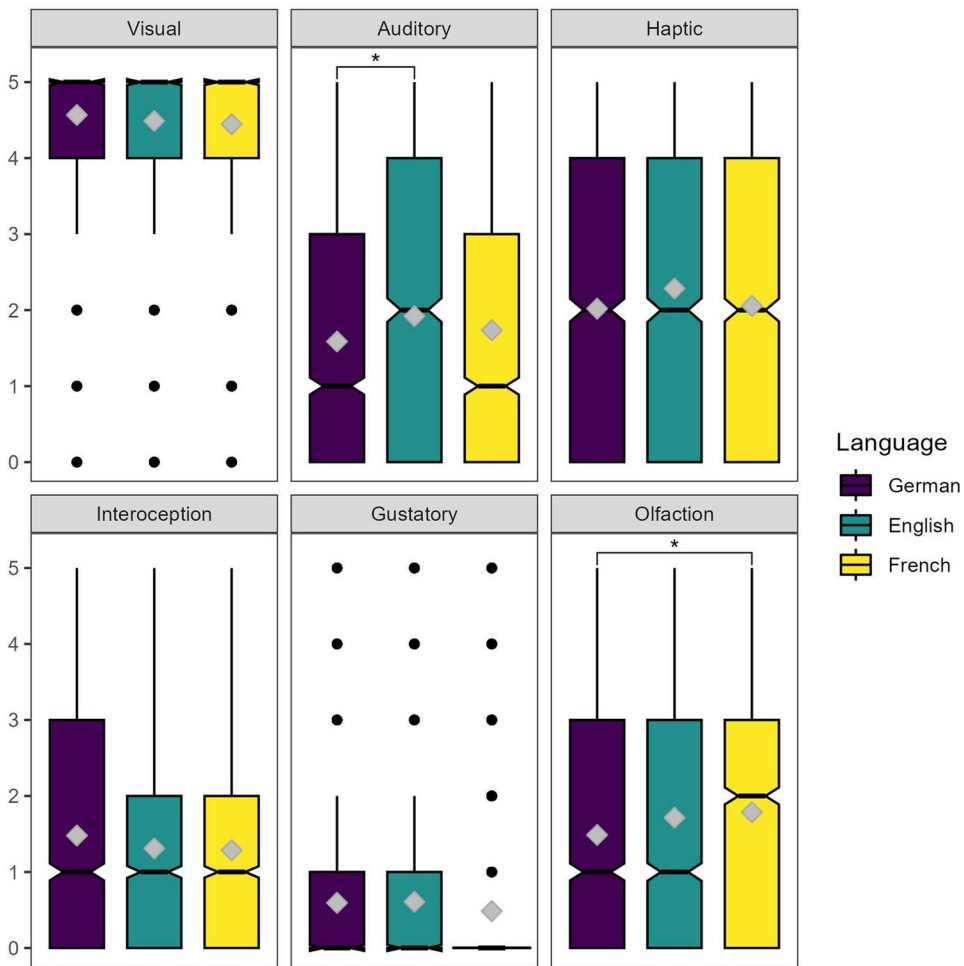 Visual
Auditory
Haptic
*
5
4
3
2
1
0
Interoception
Gustatory
Olfaction
*
5
4
3
2
1
0
Language
German
English
French